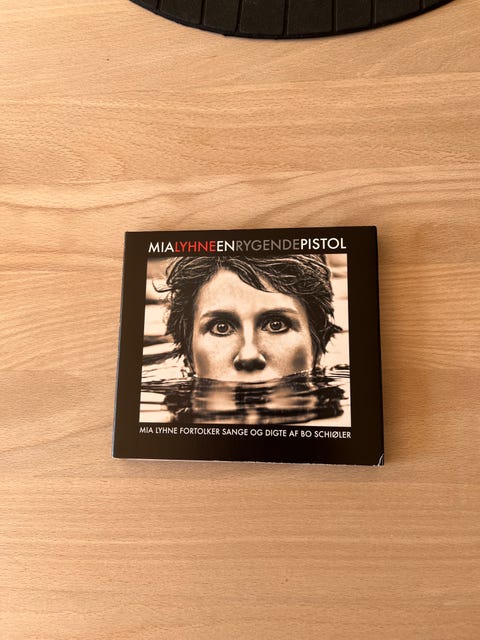 MIALYHNEENRYGENDEPISTOL
MIA LYHNE FORTOLKER SANGE OG DIGTE AF BO SCHIØLER